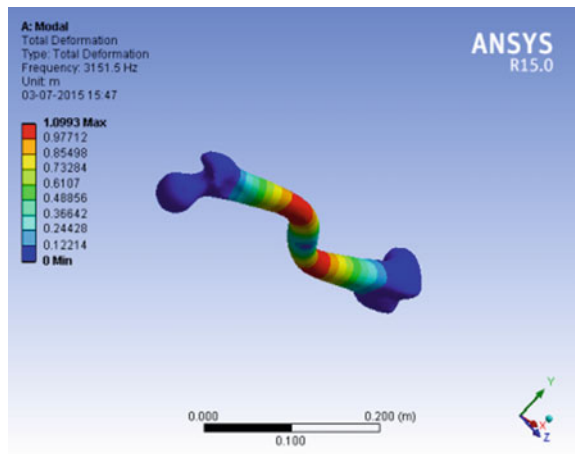 A: Modal
Total Deformation
Type: Total Deformation
Frequency: 3151.5 Hz
Unit: m
03-07-2015 15:47
ANSYS
R15.0
1.0993 Max
0.97712
0.85498
0.73284
0.6107
0.48856
0.36642
0.24428
0.12214
0 Min
0.000
0.200 (m)
0.100
Y
X
Z